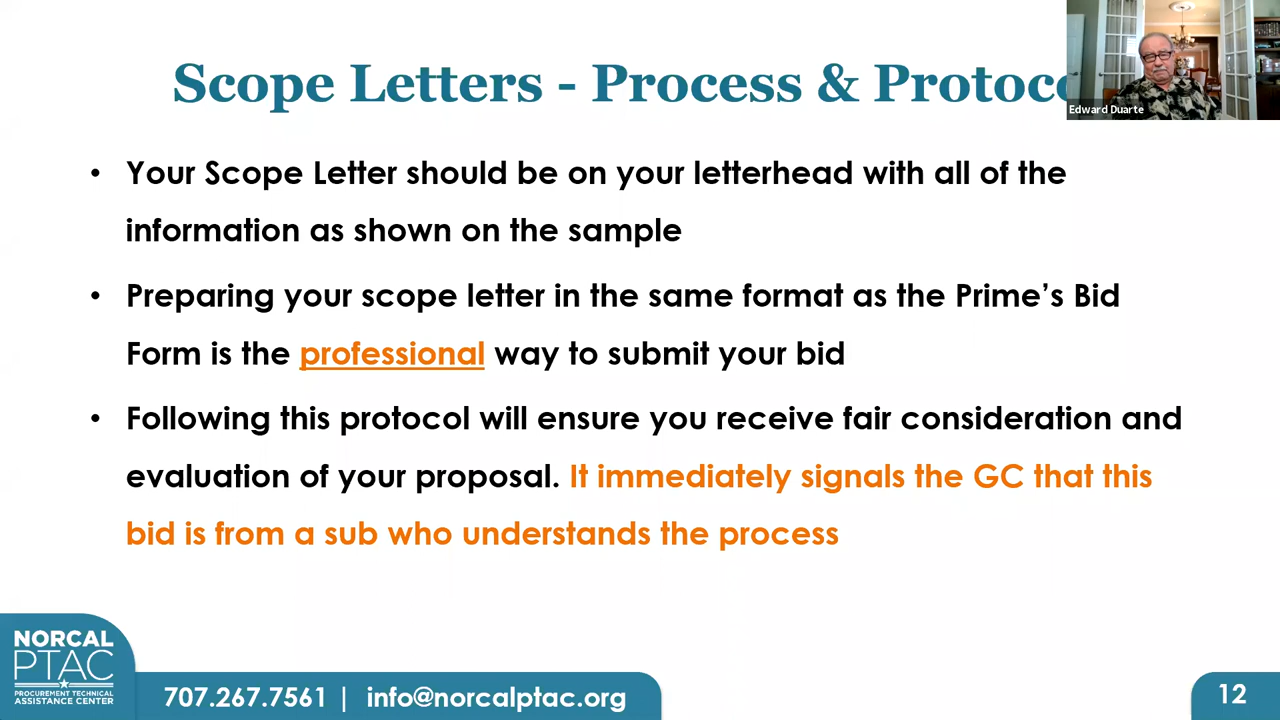 Scope Letters - Process & Protoco
Edward Duarte
• Your Scope Letter should be on your letterhead with all of the
information as shown on the sample
• Preparing your scope letter in the same format as the Prime’s Bid
Form is the professional way to submit your bid
• Following this protocol will ensure you receive fair consideration and
evaluation of your proposal. It immediately signals the GC that this
bid is from a sub who understands the process
NORCAL
PTAC
PROCUREMENT TECHNICAL
ASSISTANCE CENTER
707.267.7561 | info@norcalptac.org
12